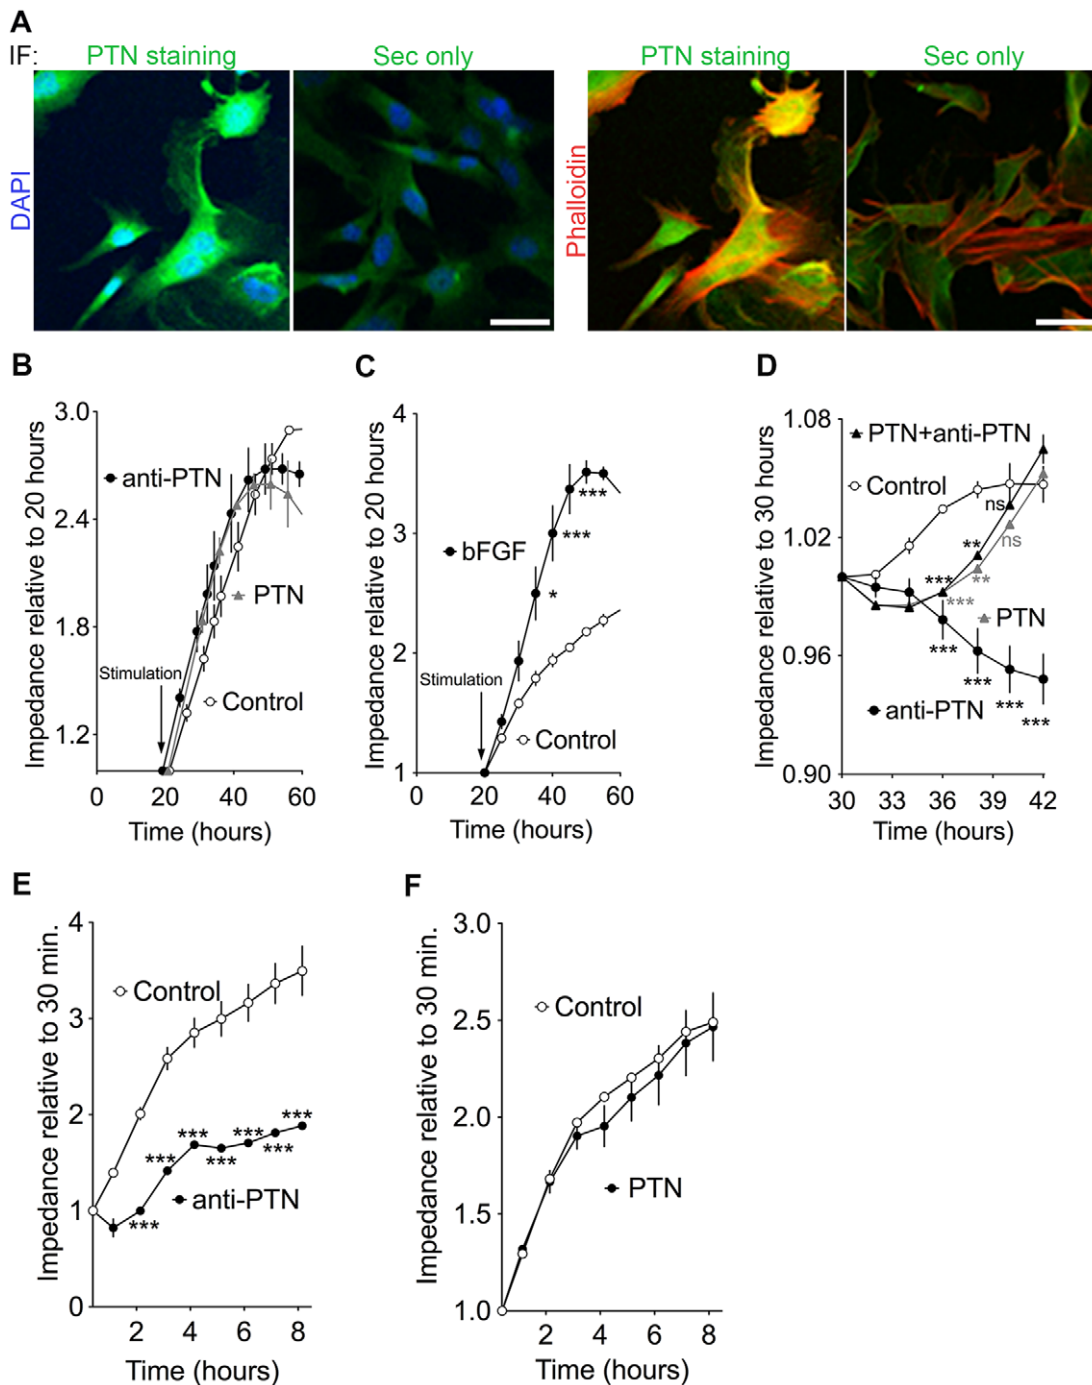 A
IF: PTN staining Sec only PTN staining Sec only
DAPI
Phalloidin
B
Impedance relative to 20 hours
3.0
2.4
1.8
1.2
anti-PTN
PTN
Stimulation
Control
0 20 40 60
Time (hours)
C
Impedance relative to 20 hours
4
3
2
1
bFGF
***
***
*
Stimulation
Control
0 20 40 60
Time (hours)
D
Impedance relative to 30 hours
1.08
1.02
0.96
0.90
PTN+anti-PTN
Control
ns
ns
**
**
***
***
PTN
***
***
***
***
anti-PTN
30 33 36 39 42
Time (hours)
E
Impedance relative to 30 min.
4
3
2
1
0
Control
***
***
***
***
***
***
***
anti-PTN
2 4 6 8
Time (hours)
F
Impedance relative to 30 min.
3.0
2.5
2.0
1.5
1.0
Control
PTN
2 4 6 8
Time (hours)